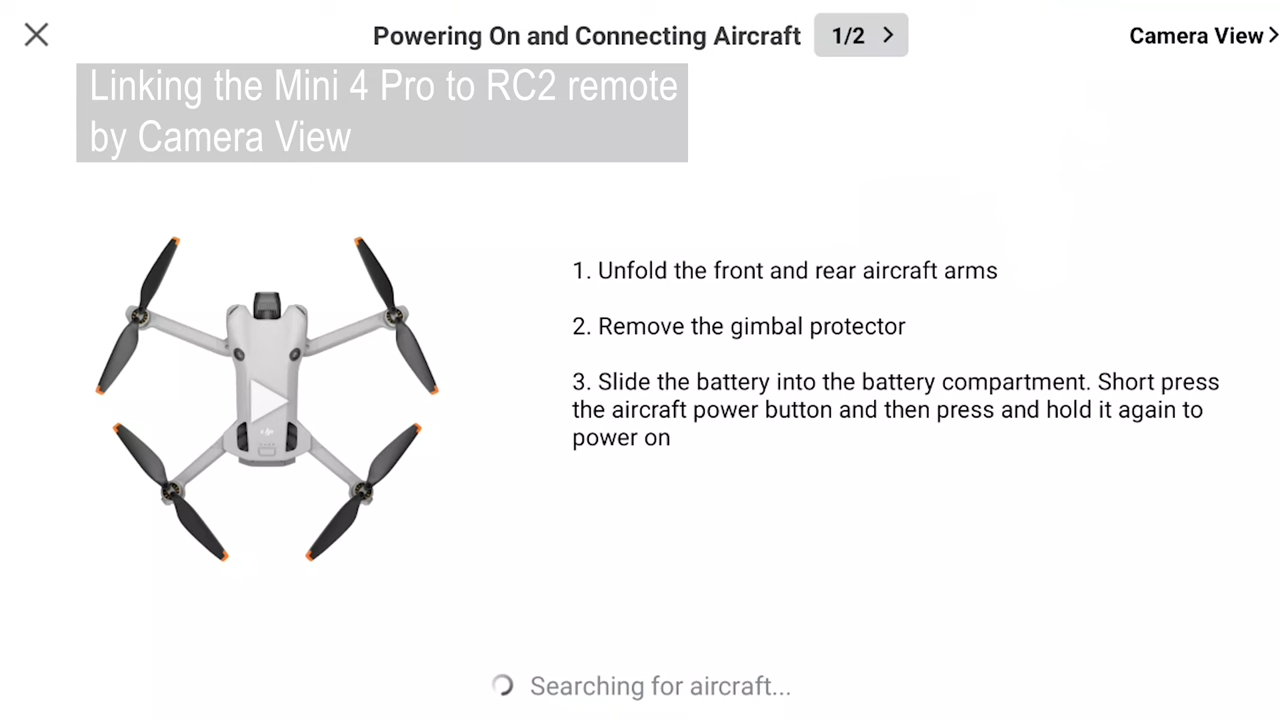 Powering On and Connecting Aircraft
1/2
Camera View
Linking the Mini 4 Pro to RC2 remote
by Camera View
1. Unfold the front and rear aircraft arms
2. Remove the gimbal protector
3. Slide the battery into the battery compartment. Short press
the aircraft power button and then press and hold it again to
power on
Searching for aircraft...